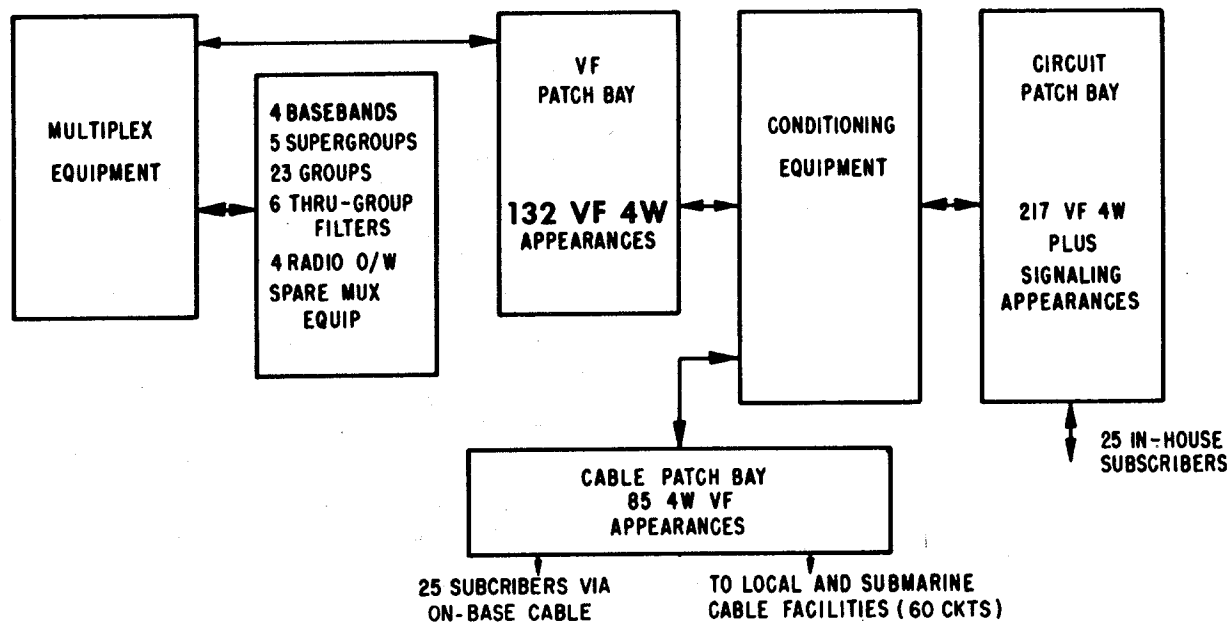 MULTIPLEX
EQUIPMENT
4 BASEBANDS
5 SUPERGROUPS
23 GROUPS
6 THRU-GROUP
FILTERS
4 RADIO O/W
SPARE MUX
EQUIP
VF
PATCH BAY
132 VF 4W
APPEARANCES
CONDITIONING
EQUIPMENT
CIRCUIT
PATCH BAY
217 VF 4W
PLUS
SIGNALING
APPEARANCES
25 IN-HOUSE
SUBSCRIBERS
CABLE PATCH BAY
85 4W VF
APPEARANCES
25 SUBCRIBERS VIA
ON-BASE CABLE
TO LOCAL AND SUBMARINE
CABLE FACILITIES (60 CKTS)